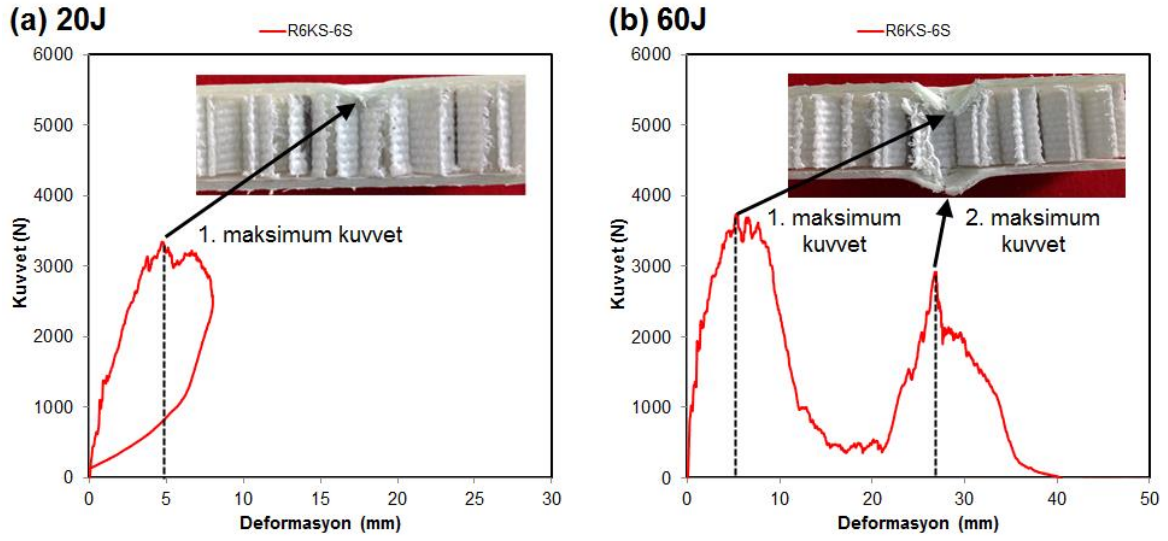 (a) 20J
R6KS-6S
6000
5000
4000
3000
2000
1000
0
Kuvvet (N)
1. maksimum kuvvet
0 5 10 15 20 25 30
Deformasyon (mm)
(b) 60J
R6KS-6S
6000
5000
4000
3000
2000
1000
0
Kuvvet (N)
1. maksimum
kuvvet
2. maksimum
kuvvet
0 10 20 30 40 50
Deformasyon (mm)